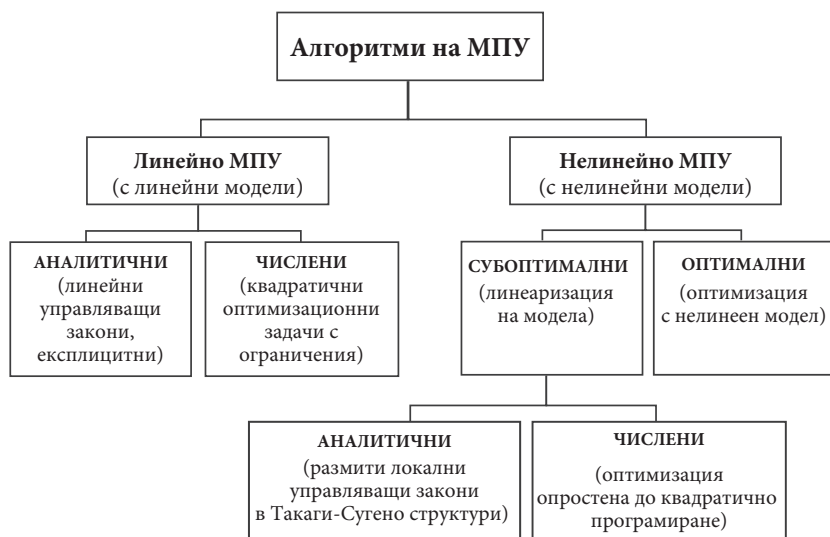 Алгоритми на МПУ
Линейно МПУ
(с линейни модели)
Нелинейно МПУ
(с нелинейни модели)
АНАЛИТИЧНИ
(линейни
управляващи
закони,
експлицитни)
ЧИСЛЕНИ
(квадратични
оптимизационни
задачи с
ограничения)
СУБОПТИМАЛНИ
(линеаризация
на модела)
ОПТИМАЛНИ
(оптимизация
с нелинеен модел)
АНАЛИТИЧНИ
(размити локални
управляващи закони
в Такаги-Сугено структури)
ЧИСЛЕНИ
(оптимизация
опростена до квадратично
програмиране)